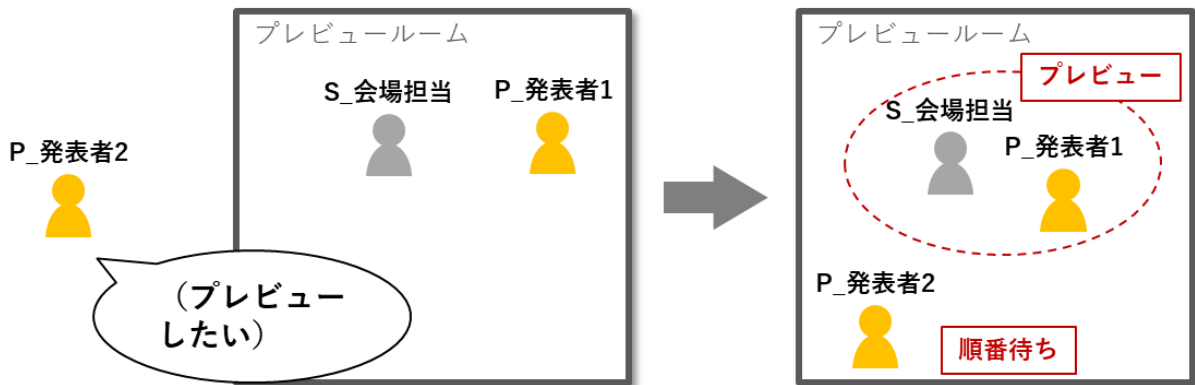 プレビュールーム
S_会場担当
P_発表者1
P_発表者2
（プレビュー
したい）
プレビュールーム
プレビュー
S_会場担当
P_発表者1
P_発表者2
順番待ち